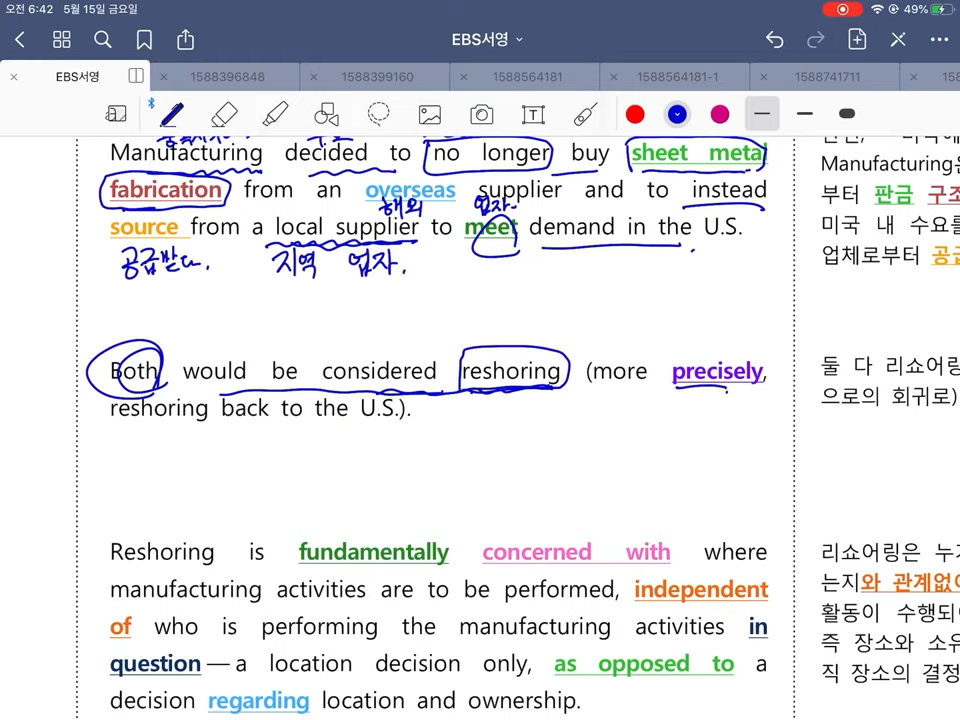 오전 6:42 5월 15일 금요일
49%
EBS서영
EBS서영 1588396848 1588399160 1588564181 1588564181-1 1588741711
Manufacturing decided to no longer buy sheet metal
fabrication from an overseas supplier and to instead
해외 업자
source from a local supplier to meet demand in the U.S.
공급받다. 지역 업자.
Both would be considered reshoring (more precisely,
reshoring back to the U.S.).
Reshoring is fundamentally concerned with where
manufacturing activities are to be performed, independent
of who is performing the manufacturing activities in
question—a location decision only, as opposed to a
decision regarding location and ownership.
Manufacturing은
부터 판금 구조
미국 내 수요를
업체로부터 공급
둘 다 리쇼어링
으로의 회귀로)
리쇼어링은 누가
는지와 관계없이
활동이 수행되
즉 장소와 소유
직 장소의 결정